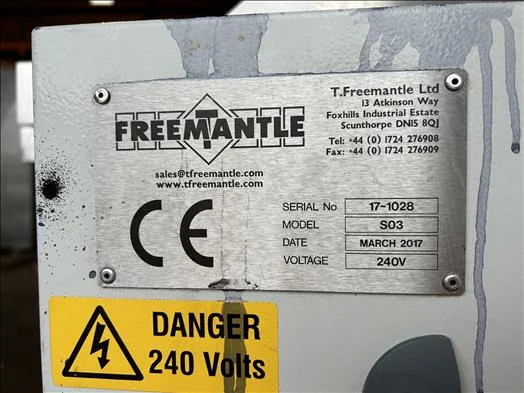 FREEMANTLE
sales@tfreemantle.com
www.tfreemantle.com
T.Freemantle Ltd
13 Atkinson Way
Foxhills Industrial Estate
Scunthorpe DN15 8QJ
Tel: +44 (0) 1724 276908
Fax: +44 (0) 1724 276909
CE
SERIAL No 17-1028
MODEL S03
DATE MARCH 2017
VOLTAGE 240V
DANGER
240 Volts